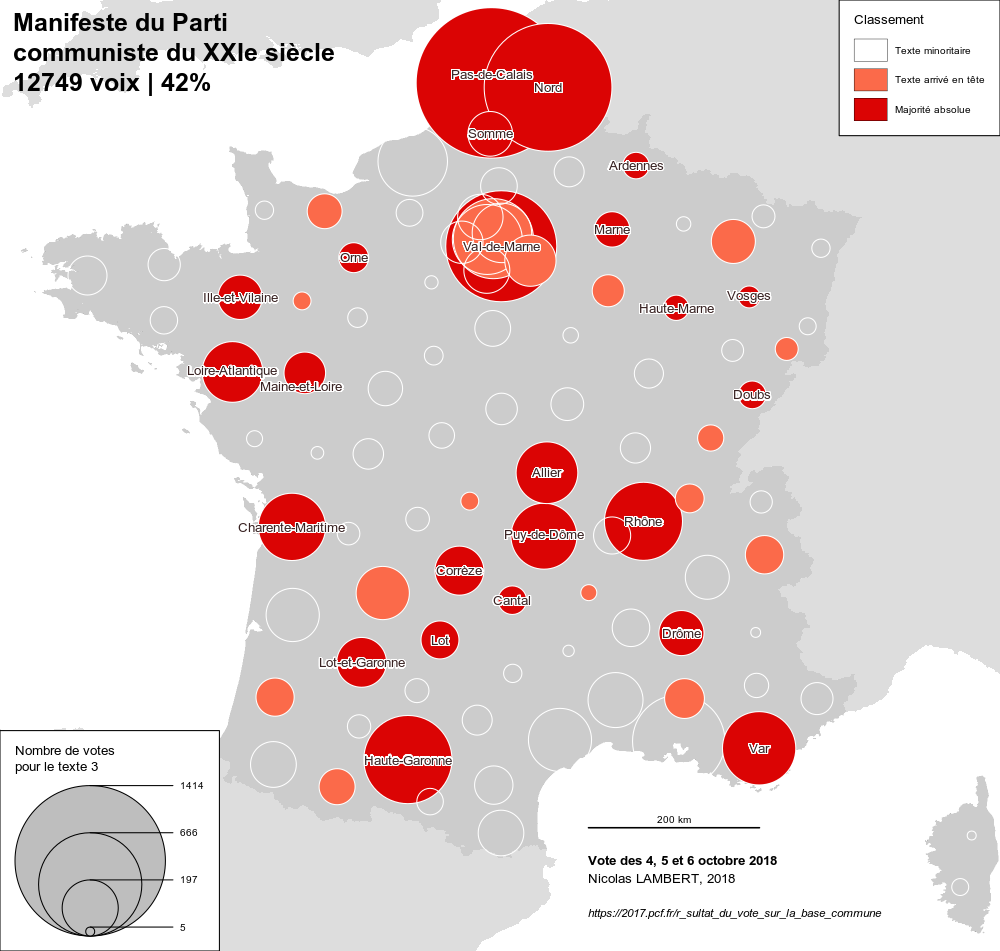 Manifeste du Parti
communiste du XXIe siècle
12749 voix | 42%
Classement
Texte minoritaire
Texte arrivé en tête
Majorité absolue
Pas-de-Calais
Nord
Somme
Ardennes
Marne
Val-de-Marne
Orne
Ille-et-Vilaine
Vosges
Haute-Marne
Loire-Atlantique
Maine-et-Loire
Doubs
Allier
Charente-Maritime
Rhône
Puy-de-Dôme
Corrèze
Cantal
Drôme
Lot
Lot-et-Garonne
Var
Haute-Garonne
Nombre de votes
pour le texte 3
1414
666
197
5
200 km
Vote des 4, 5 et 6 octobre 2018
Nicolas LAMBERT, 2018
https://2017.pcf.fr/r_sultat_du_vote_sur_la_base_commune